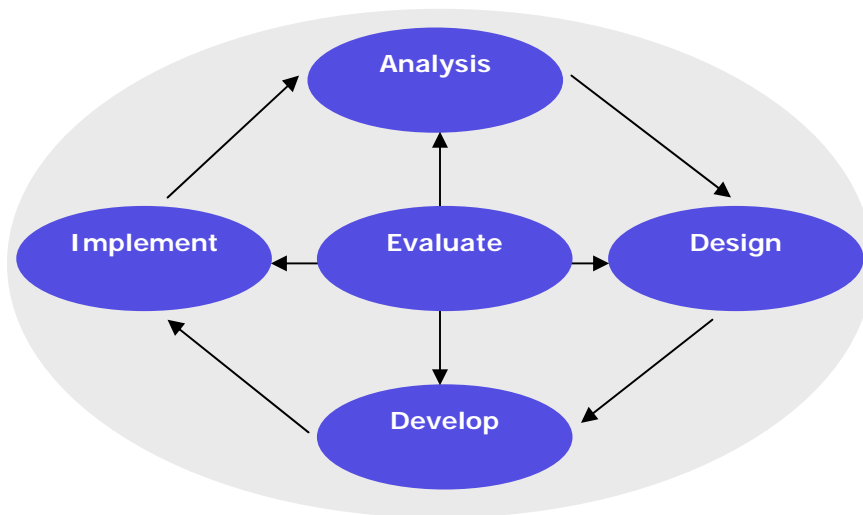 Analysis
Implement
Evaluate
Design
Develop